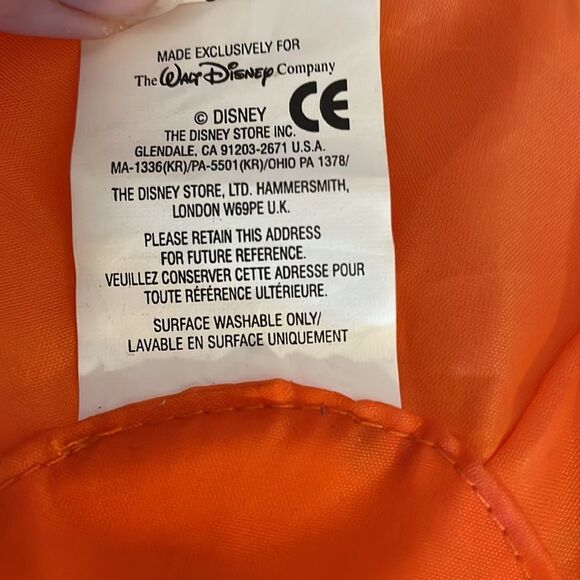 MADE EXCLUSIVELY FOR
The WALT DISNEY Company
© DISNEY CE
THE DISNEY STORE INC.
GLENDALE, CA 91203-2671 U.S.A.
MA-1336(KR)/PA-5501(KR)/OHIO PA 1378/
THE DISNEY STORE, LTD. HAMMERSMITH,
LONDON W69PE U.K.
PLEASE RETAIN THIS ADDRESS
FOR FUTURE REFERENCE.
VEUILLEZ CONSERVER CETTE ADRESSE POUR
TOUTE RÉFÉRENCE ULTÉRIEURE.
SURFACE WASHABLE ONLY/
LAVABLE EN SURFACE UNIQUEMENT